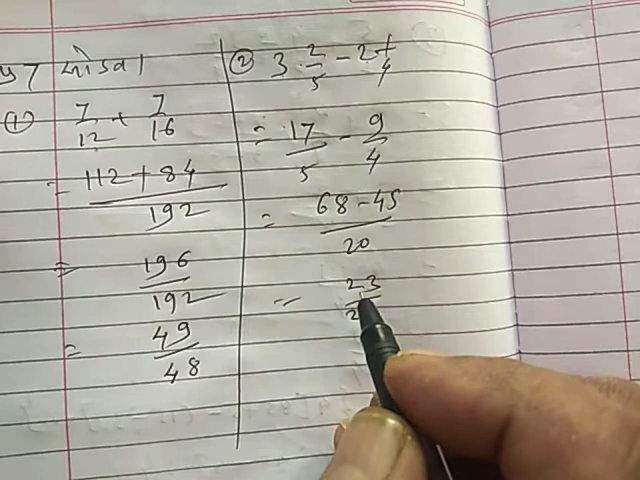 ① 7/12 + 7/16
= 112 + 84 / 192
= 196 / 192
= 49 / 48
② 3 2/5 - 2 1/4
= 17/5 - 9/4
= 68 - 45 / 20
= 23